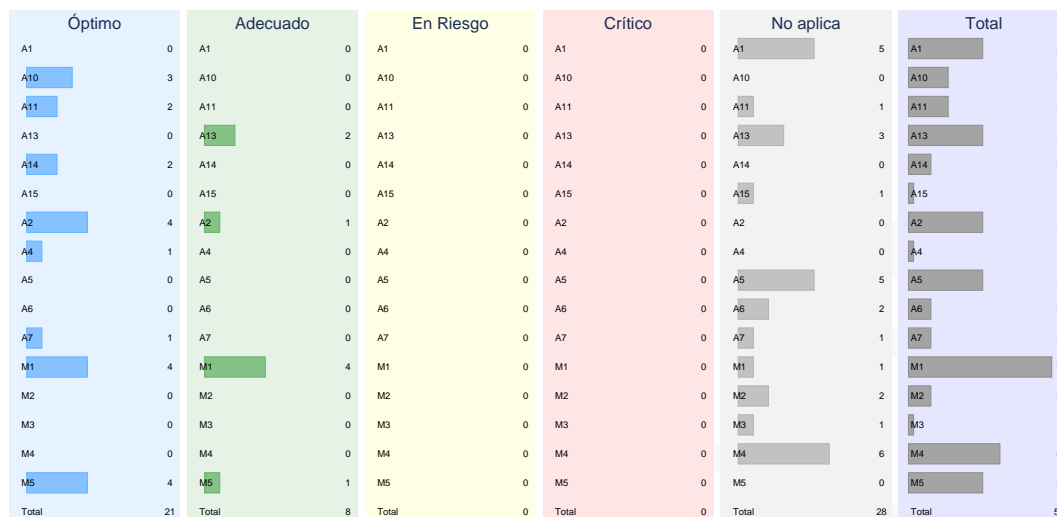 Óptimo Adecuado En Riesgo Crítico No aplica Total
A1 0 A1 0 A1 0 A1 0 A1 5 A1
A10 3 A10 0 A10 0 A10 0 A10 0 A10
A11 2 A11 0 A11 0 A11 0 A11 1 A11
A13 0 A13 2 A13 0 A13 0 A13 3 A13
A14 2 A14 0 A14 0 A14 0 A14 0 A14
A15 0 A15 0 A15 0 A15 0 A15 1 A15
A2 4 A2 1 A2 0 A2 0 A2 0 A2
A4 1 A4 0 A4 0 A4 0 A4 0 A4
A5 0 A5 0 A5 0 A5 0 A5 5 A5
A6 0 A6 0 A6 0 A6 0 A6 2 A6
A7 1 A7 0 A7 0 A7 0 A7 1 A7
M1 4 M1 4 M1 0 M1 0 M1 1 M1
M2 0 M2 0 M2 0 M2 0 M2 2 M2
M3 0 M3 0 M3 0 M3 0 M3 1 M3
M4 0 M4 0 M4 0 M4 0 M4 6 M4
M5 4 M5 1 M5 0 M5 0 M5 0 M5
Total 21 Total 8 Total 0 Total 0 Total 28 Total